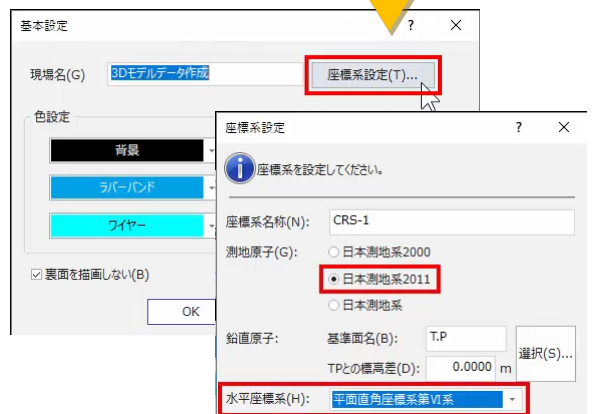 基本設定 ? ×
現場名(G) 3Dモデルデータ作成 座標系設定(T)...
色設定
背景
ラバーバンド
ワイヤー
裏面を描画しない(B)
OK
座標系設定 ? ×
座標系を設定してください。
座標系名称(N): CRS-1
測地原子(G): 日本測地系2000
日本測地系2011
日本測地系
鉛直原子: 基準面名(B): T.P 選択(S)...
TPとの標高差(D): 0.0000 m
水平座標系(H): 平面直角座標系第Ⅵ系